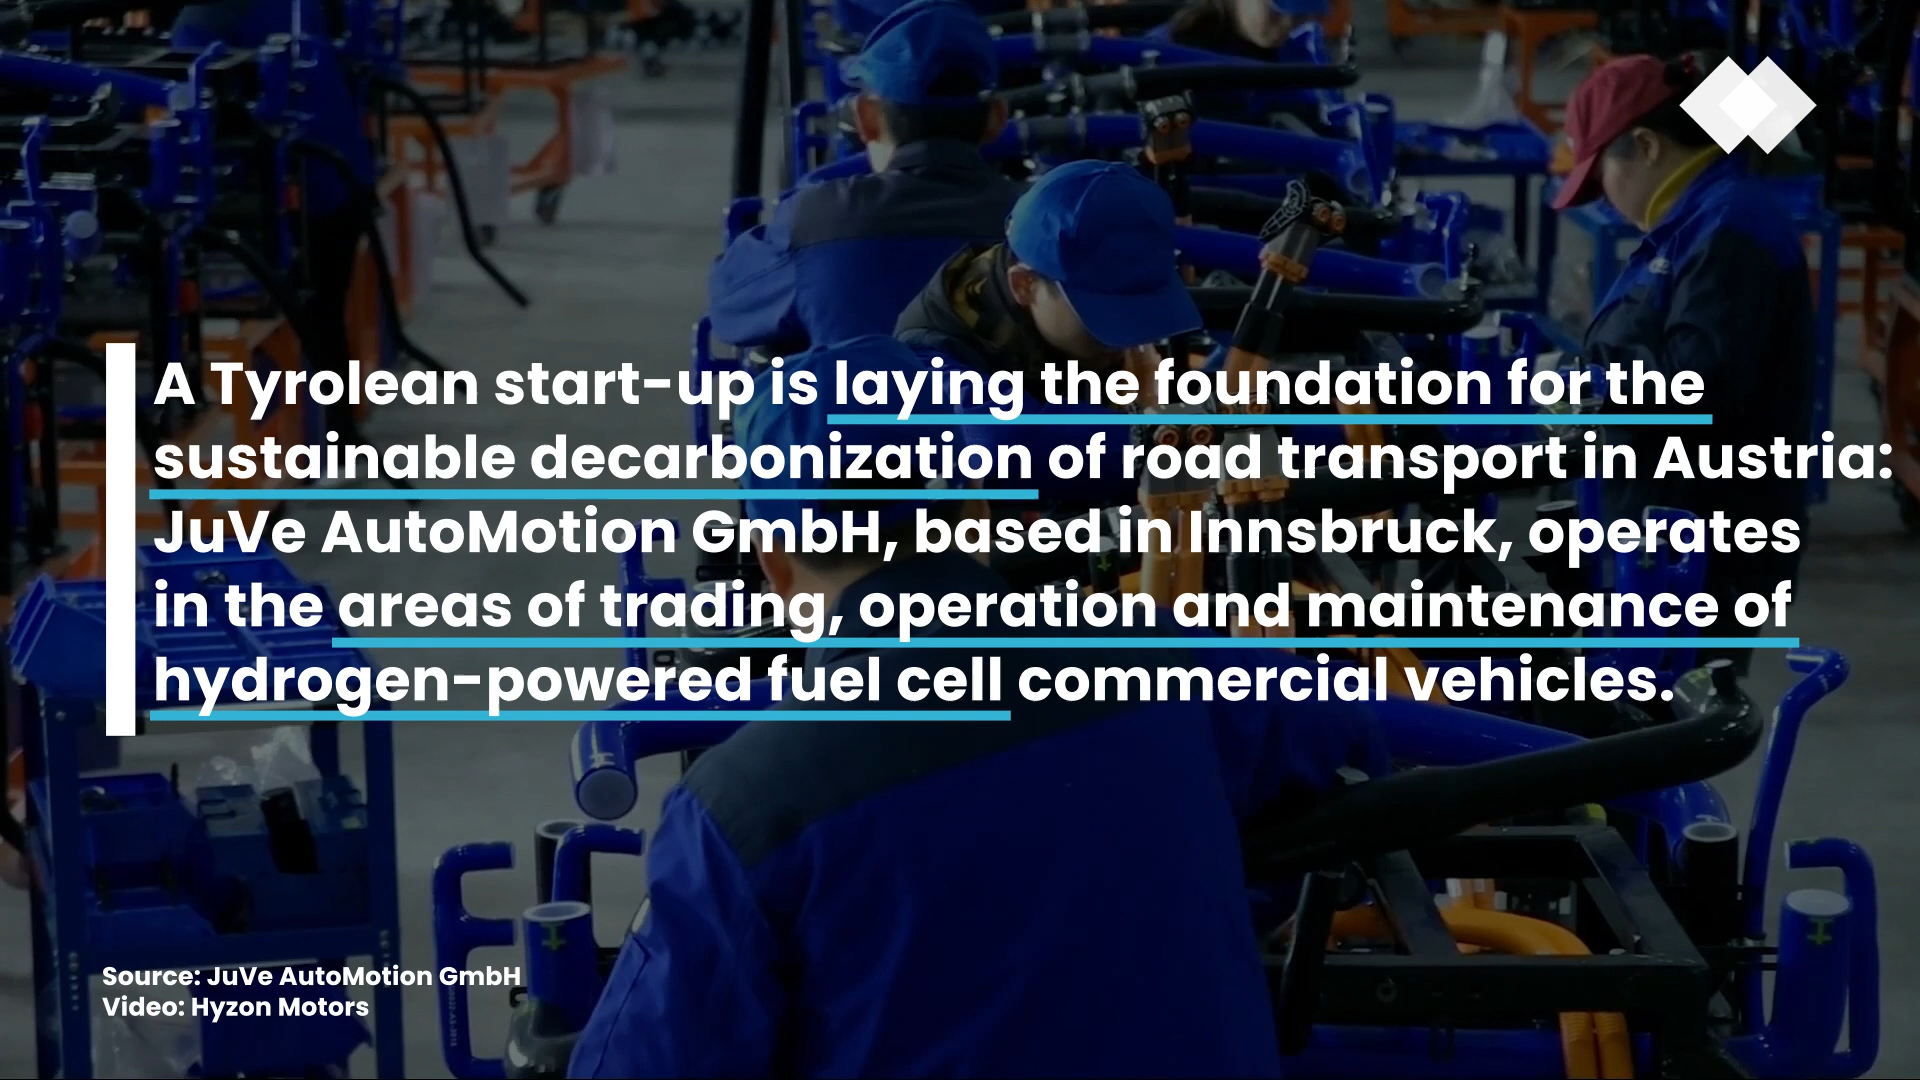 A Tyrolean start-up is laying the foundation for the
sustainable decarbonization of road transport in Austria:
JuVe AutoMotion GmbH, based in Innsbruck, operates
in the areas of trading, operation and maintenance of
hydrogen-powered fuel cell commercial vehicles.
Source: JuVe AutoMotion GmbH
Video: Hyzon Motors